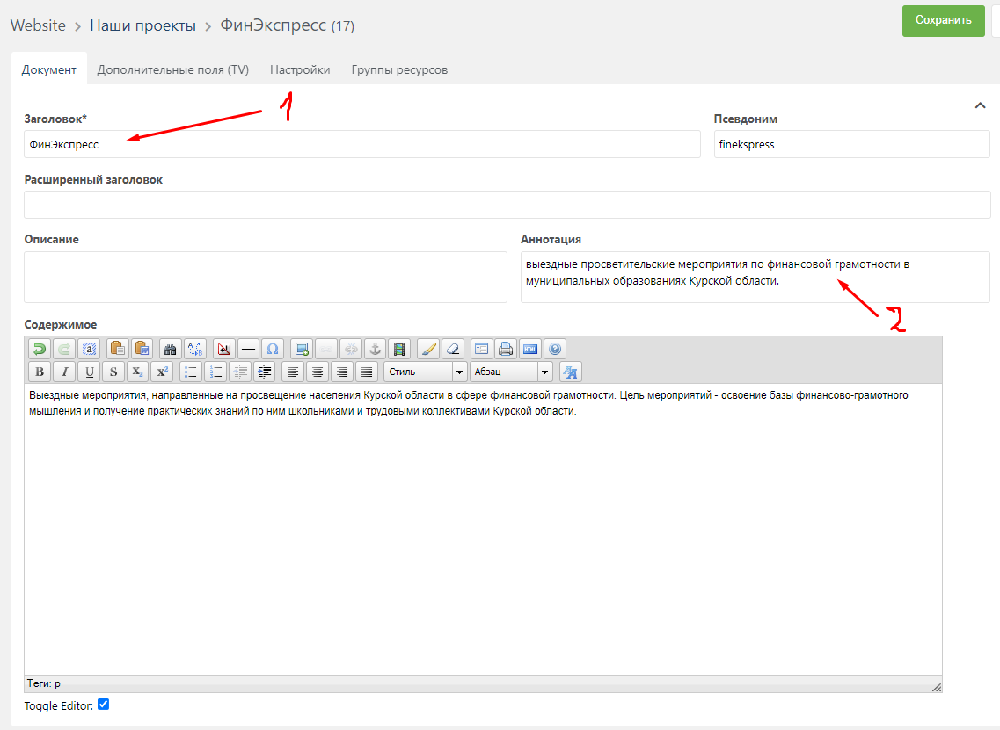 Website > Наши проекты > ФинЭкспресс (17)
Сохранить
Документ Дополнительные поля (TV) Настройки Группы ресурсов
1
Заголовок* Псевдоним
ФинЭкспресс finekspress
Расширенный заголовок
Описание Аннотация
выездные просветительские мероприятия по финансовой грамотности в
муниципальных образованиях Курской области.
2
Содержимое
HTML
B I U S X₂ X² Стиль Абзац
Выездные мероприятия, направленные на просвещение населения Курской области в сфере финансовой грамотности. Цель мероприятий - освоение базы финансово-грамотного
мышления и получение практических знаний по ним школьниками и трудовыми коллективами Курской области.
Теги: p
Toggle Editor: